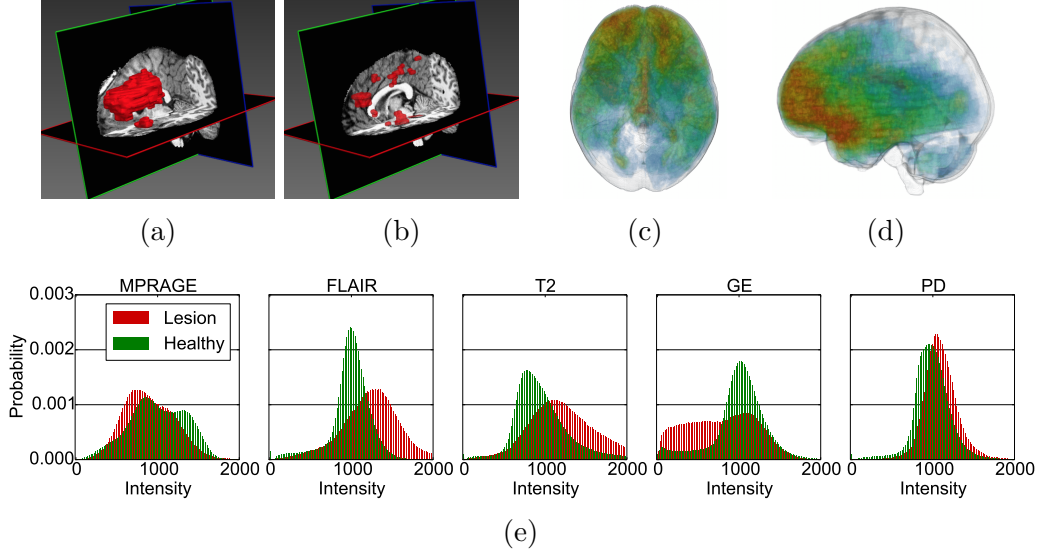 (a) (b) (c) (d)
MPRAGE FLAIR T2 GE PD
0.003
Lesion
Healthy
0.002
Probability
0.001
0.000
0 1000 2000 0 1000 2000 0 1000 2000 0 1000 2000 0 1000 2000
Intensity Intensity Intensity Intensity Intensity
(e)